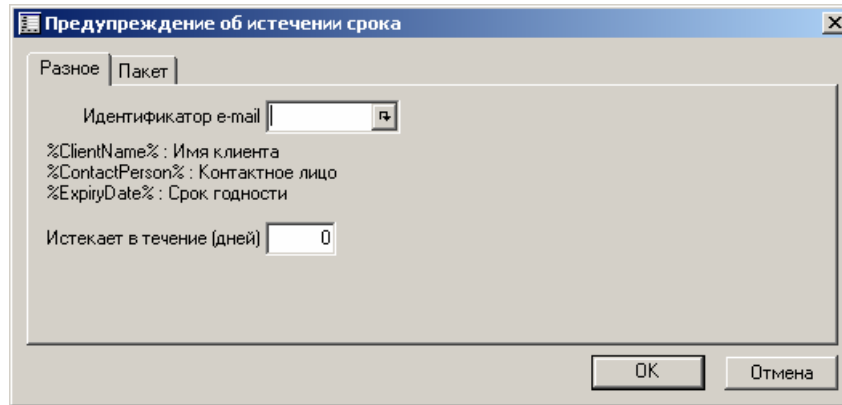 Предупреждение об истечении срока
Разное Пакет
Идентификатор e-mail
%ClientName% : Имя клиента
%ContactPerson% : Контактное лицо
%ExpiryDate% : Срок годности
Истекает в течение (дней) 0
OK Отмена